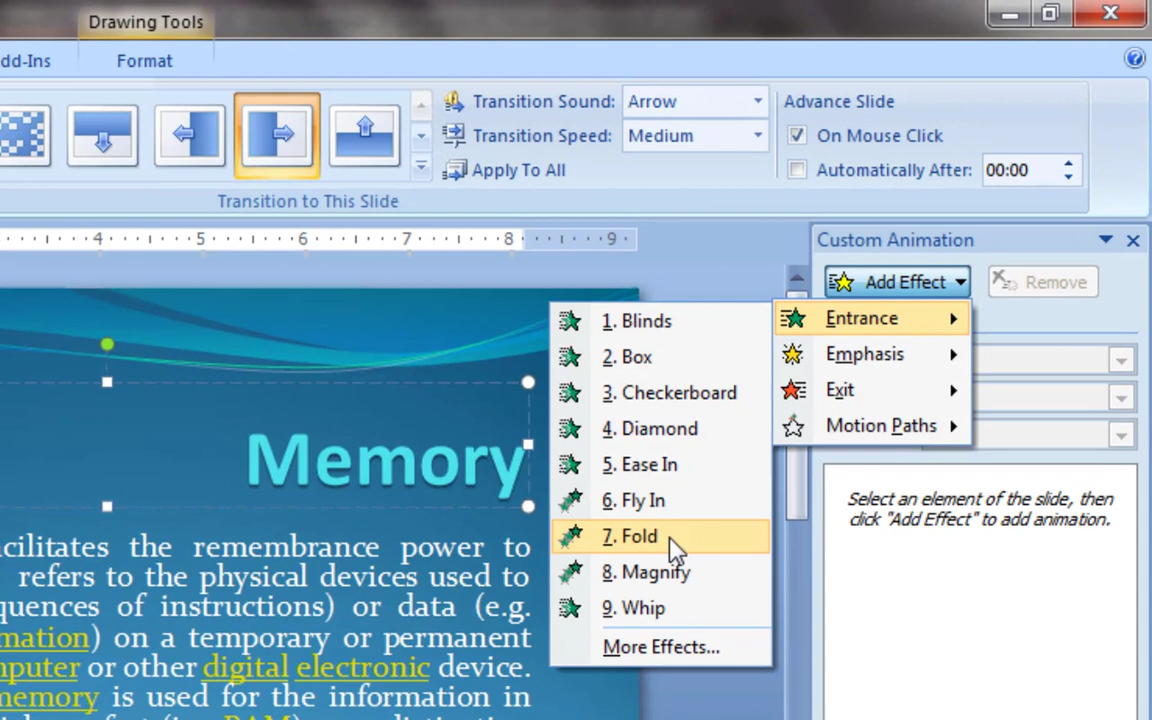 Drawing Tools
dd-Ins
Format
Transition Sound:
Arrow
Advance Slide
Transition Speed:
Medium
On Mouse Click
Apply To All
Automatically After:
00:00
Transition to This Slide
4 5 6 7 8 9
Custom Animation
Add Effect
Remove
Entrance
Emphasis
Exit
Motion Paths
1. Blinds
2. Box
3. Checkerboard
4. Diamond
5. Ease In
6. Fly In
7. Fold
8. Magnify
9. Whip
More Effects...
Select an element of the slide, then
click "Add Effect" to add animation.
Memory
acilitates the remembrance power to
refers to the physical devices used to
quences of instructions) or data (e.g.
mation) on a temporary or permanent
mputer or other digital electronic device.
memory is used for the information in